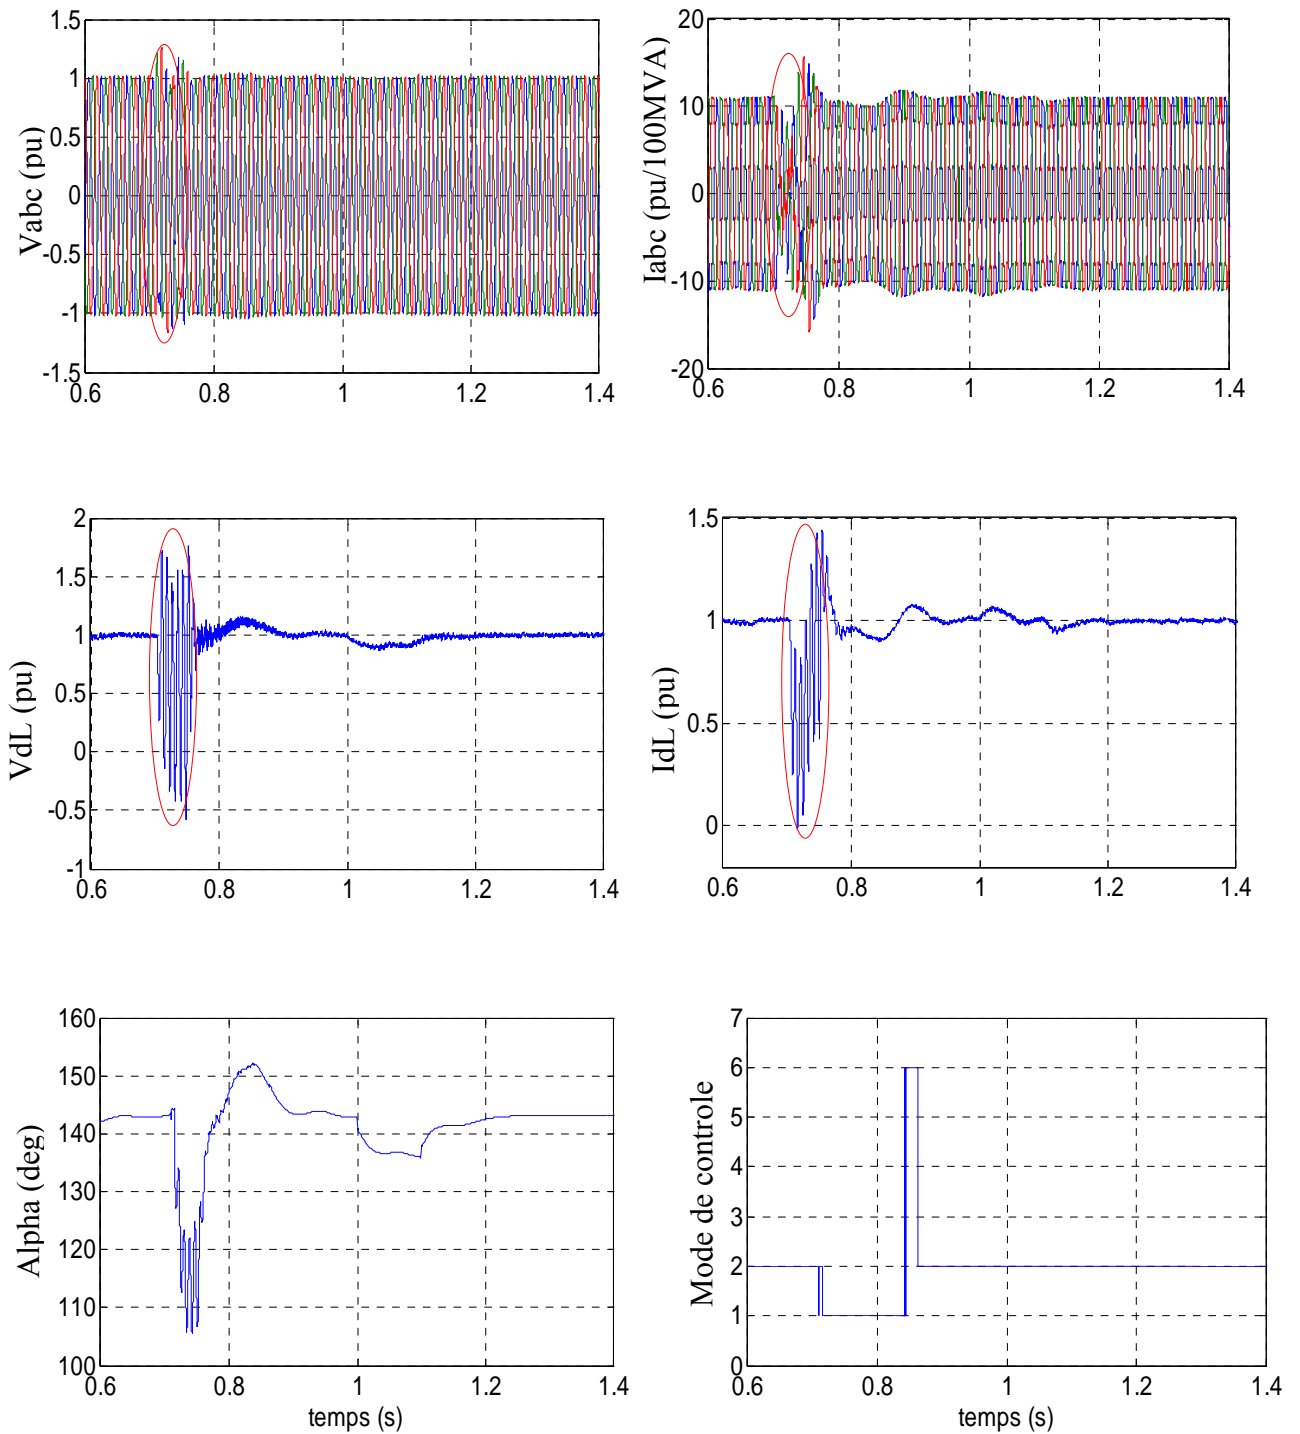 Vabc (pu)
1.5
1
0.5
0
-0.5
-1
-1.5
0.6 0.8 1 1.2 1.4
Iabc (pu/100MVA)
20
10
0
-10
-20
0.6 0.8 1 1.2 1.4
VdL (pu)
2
1.5
1
0.5
0
-0.5
-1
0.6 0.8 1 1.2 1.4
IdL (pu)
1.5
1
0.5
0
0.6 0.8 1 1.2 1.4
Alpha (deg)
160
150
140
130
120
110
100
0.6 0.8 1 1.2 1.4
temps (s)
Mode de controle
7
6
5
4
3
2
1
0
0.6 0.8 1 1.2 1.4
temps (s)